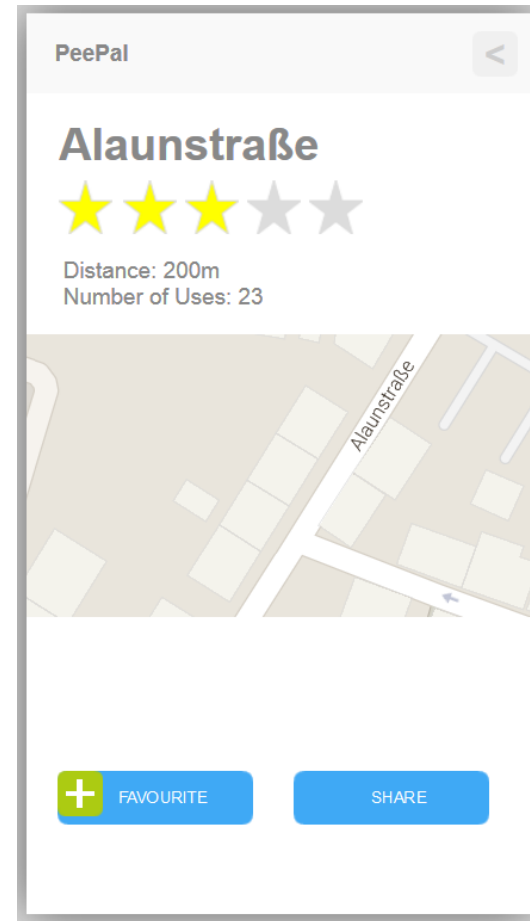 PeePal
<
Alaunstraße
Distance: 200m
Number of Uses: 23
Alaunstraße
FAVOURITE
SHARE